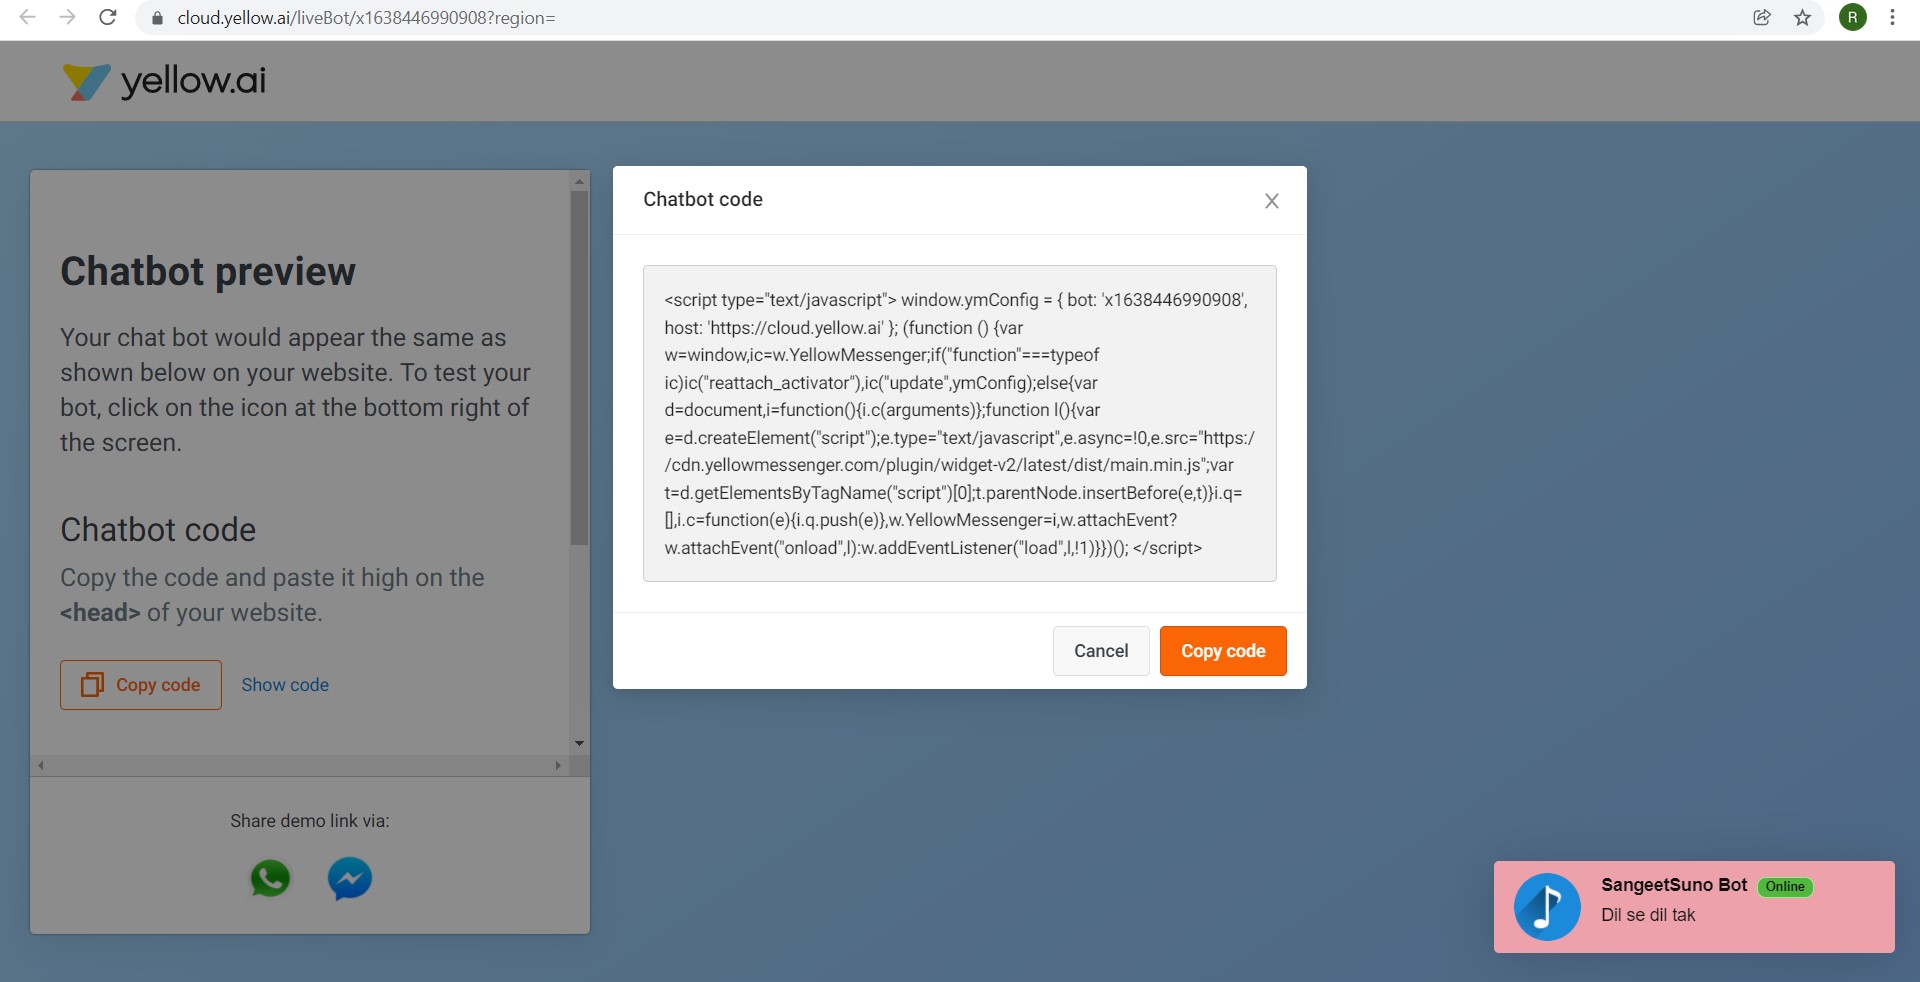 cloud.yellow.ai/liveBot/x1638446990908?region=
R
yellow.ai
Chatbot preview
Your chat bot would appear the same as
shown below on your website. To test your
bot, click on the icon at the bottom right of
the screen.
Chatbot code
Copy the code and paste it high on the
<head> of your website.
Copy code
Show code
Share demo link via:
Chatbot code
<script type="text/javascript"> window.ymConfig = { bot: 'x1638446990908',
host: 'https://cloud.yellow.ai' }; (function () {var
w=window,ic=w.YellowMessenger;if("function"===typeof
ic)ic("reattach_activator"),ic("update",ymConfig);else{var
d=document,i=function(){i.c(arguments)};function l(){var
e=d.createElement("script");e.type="text/javascript",e.async=!0,e.src="https:/
/cdn.yellowmessenger.com/plugin/widget-v2/latest/dist/main.min.js";var
t=d.getElementsByTagName("script")[0];t.parentNode.insertBefore(e,t)}i.q=
[],i.c=function(e){i.q.push(e)},w.YellowMessenger=i,w.attachEvent?
w.attachEvent("onload",l):w.addEventListener("load",l,!1)}})(); </script>
Cancel
Copy code
SangeetSuno Bot
Online
Dil se dil tak